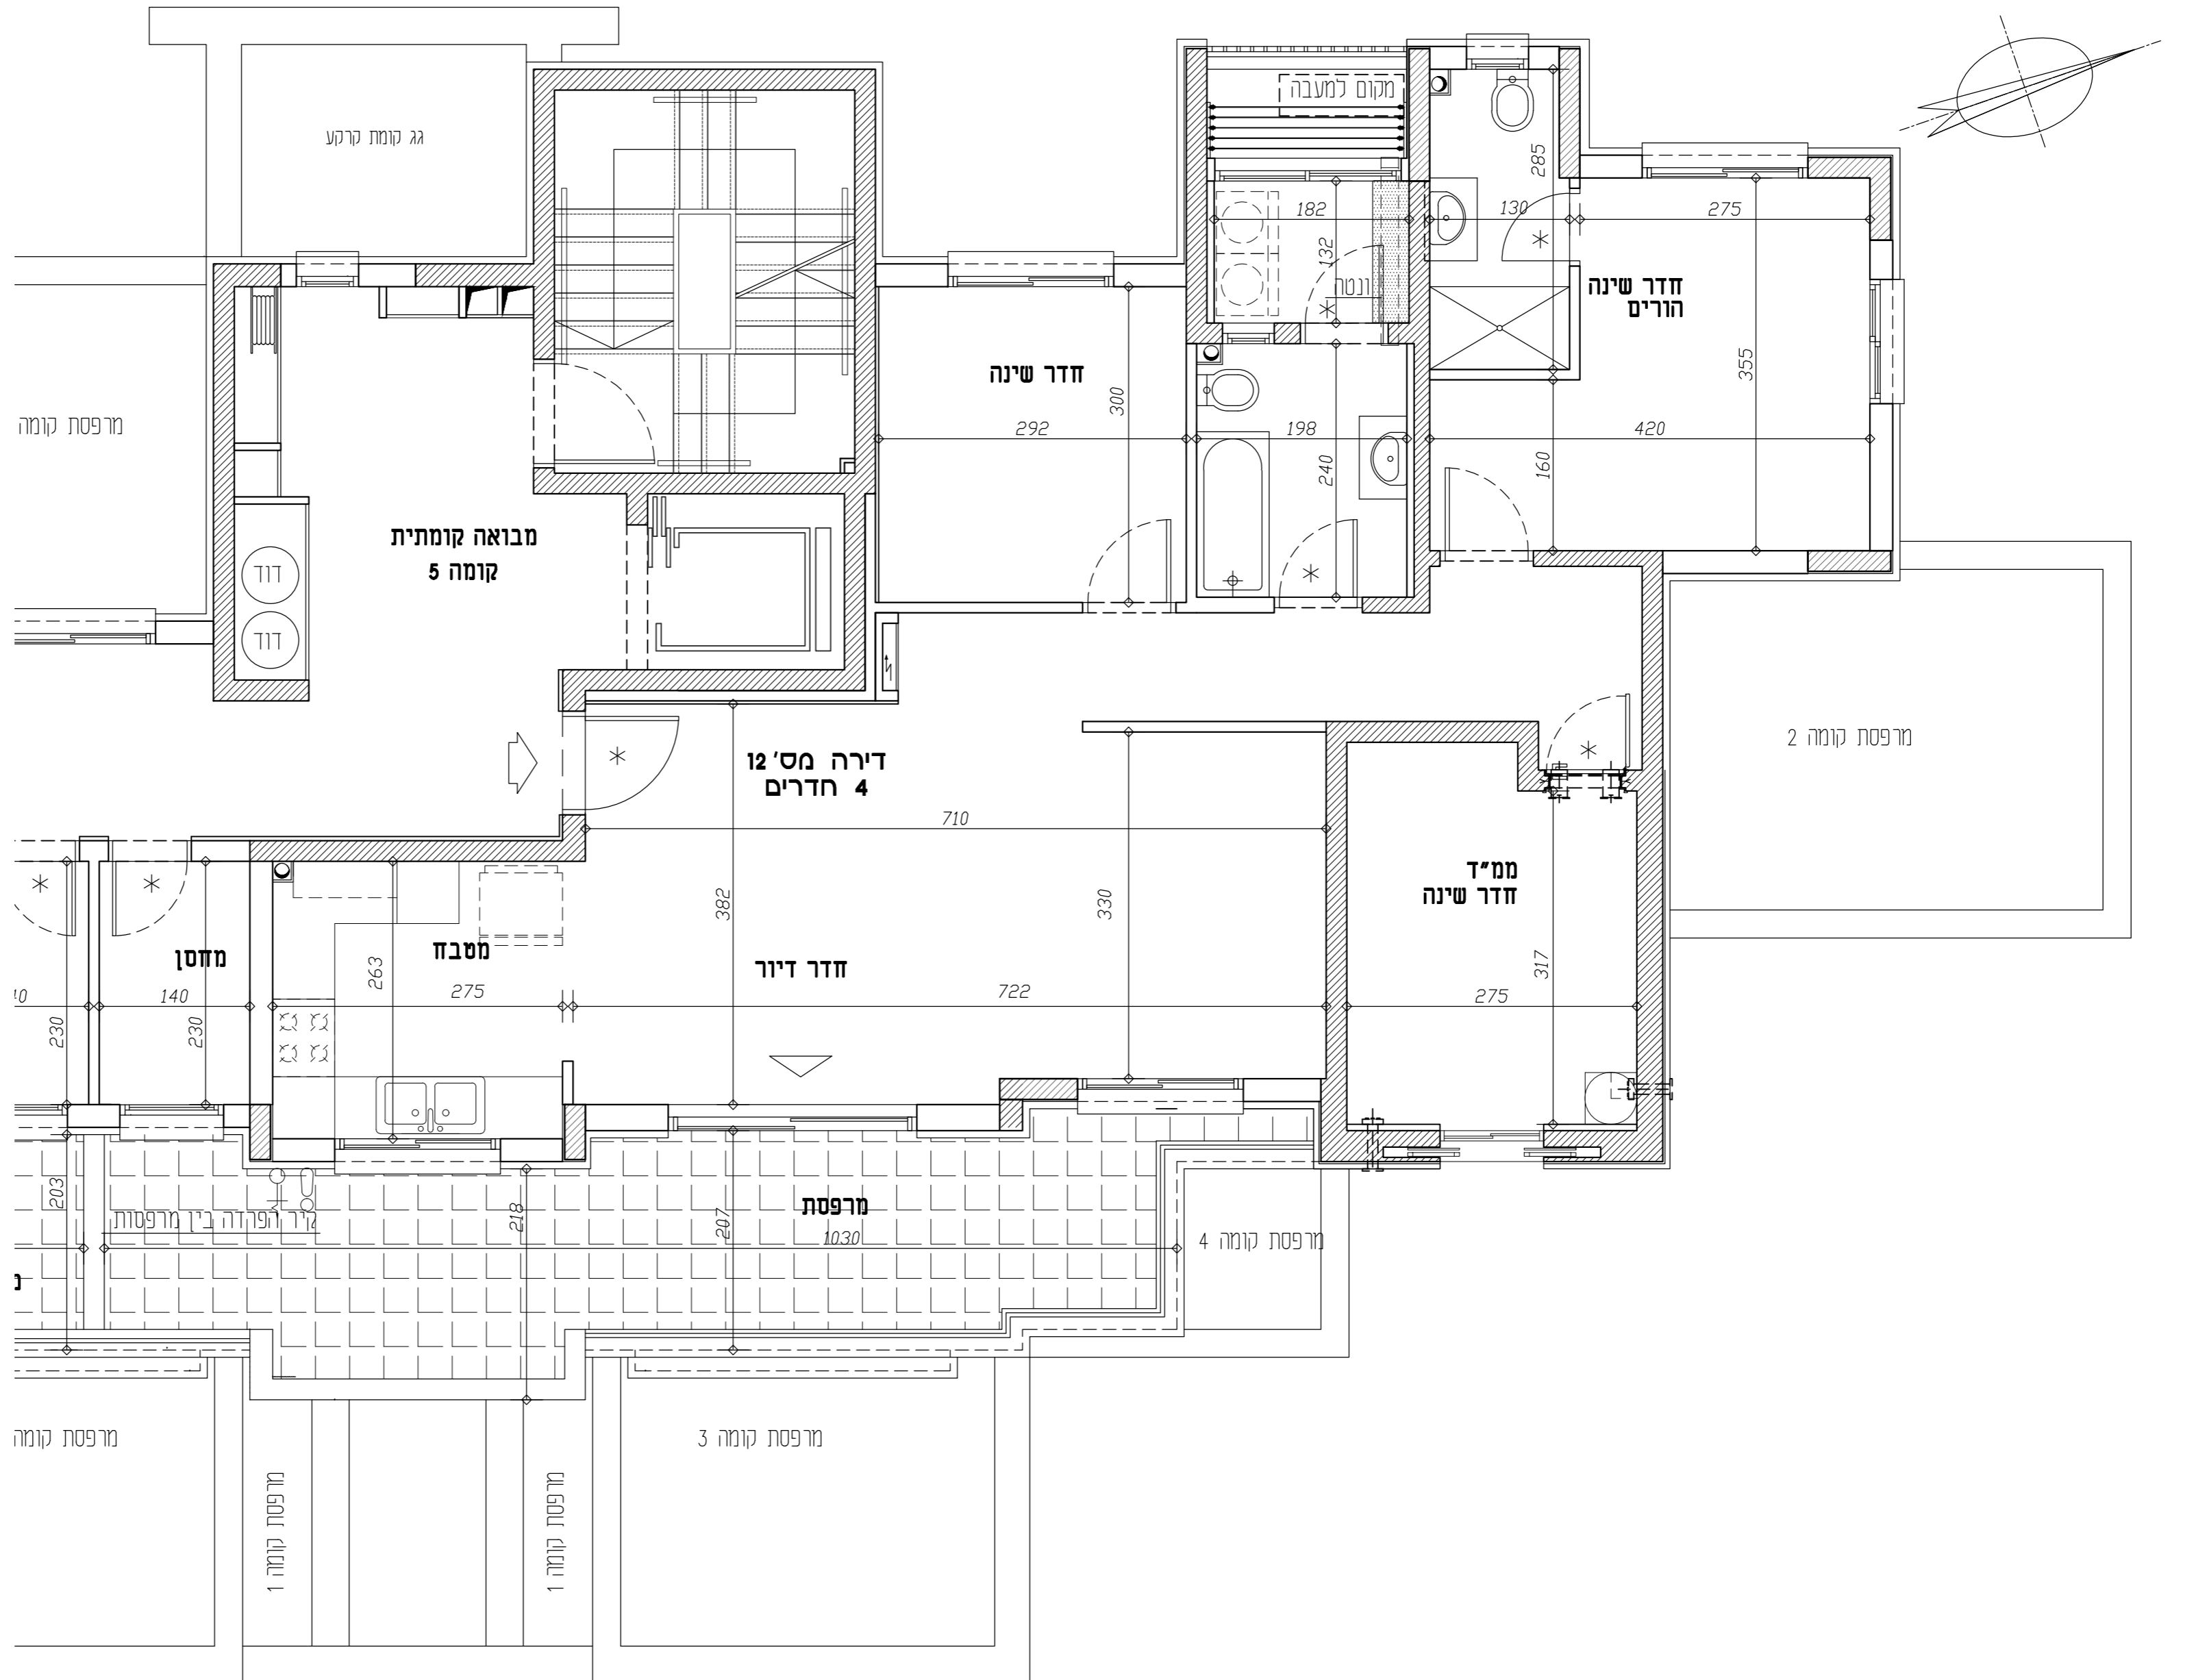 מקום למעבה
גג קומת קרקע
285
182
130
275
132
ונטה
חדר שינה
הורים
355
חדר שינה
300
מרפסת קומה
292
198
420
240
160
מבואה קומתית
קומה 5
דוד
דוד
דירה מס' 12
4 חדרים
מרפסת קומה 2
710
ממ"ד
חדר שינה
382
330
מטבח
מחסן
חדר דיור
263
317
140
275
722
275
230
230
203
218
207
מרפסת
קיר הפרדה בין מרפסות
1030
מרפסת קומה 4
מרפסת קומה
מרפסת קומה 3
מרפסת קומה 1
מרפסת קומה 1